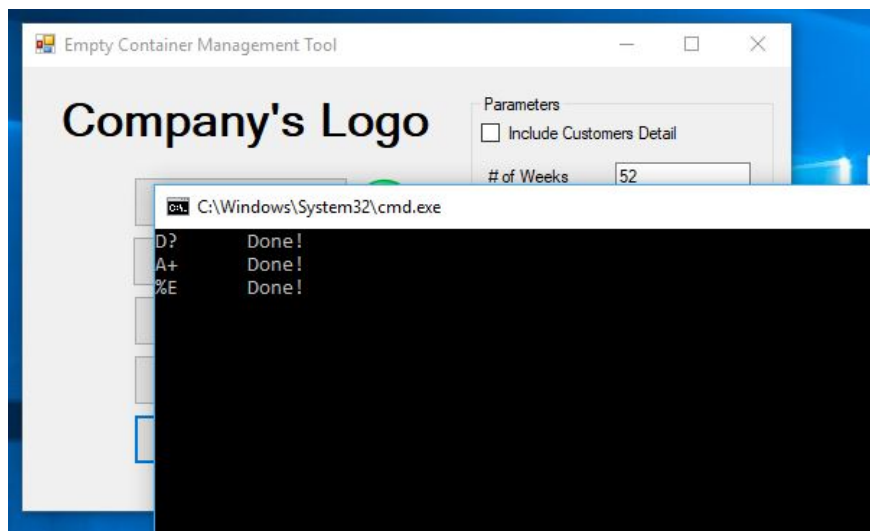 Empty Container Management Tool
Company's Logo
Parameters
Include Customers Detail
# of Weeks 52
C:\Windows\System32\cmd.exe
D? Done!
A+ Done!
%E Done!